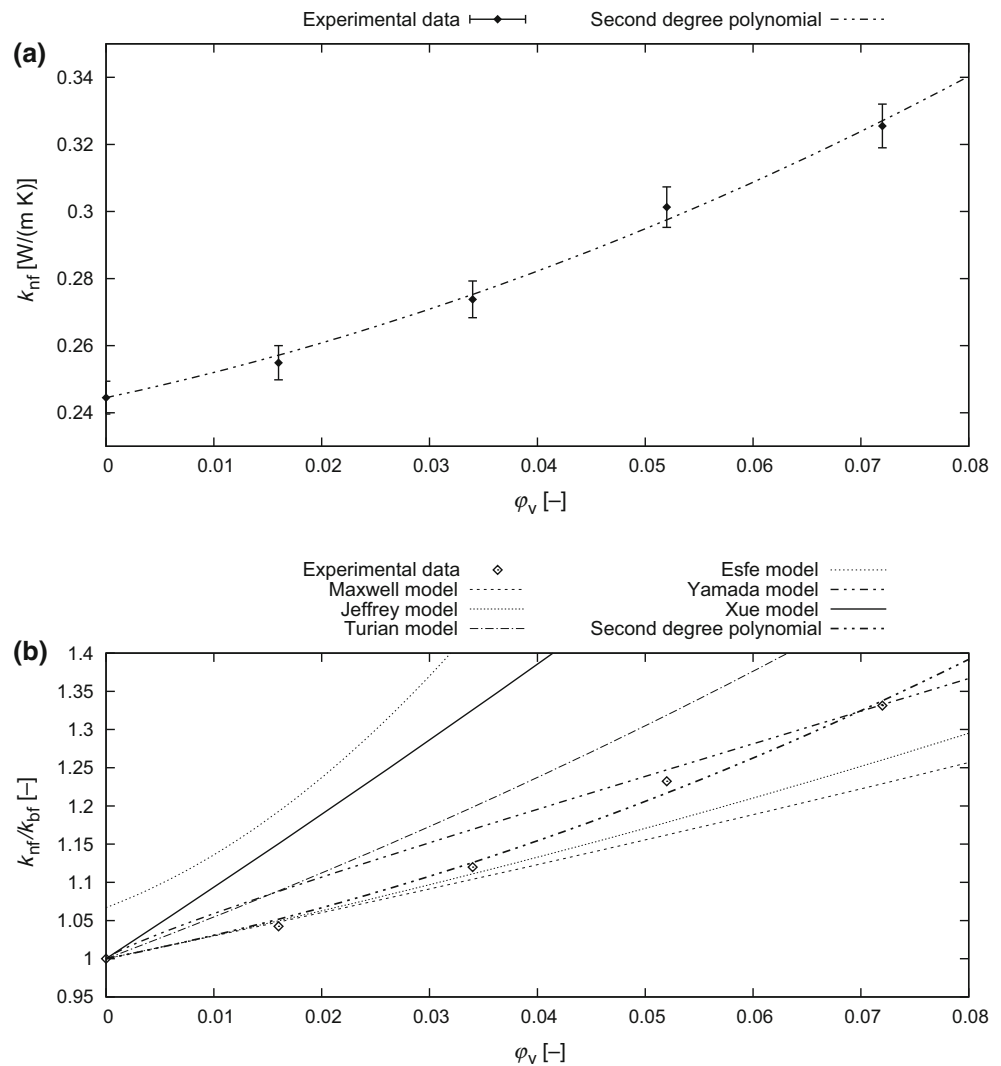 Experimental data Second degree polynomial
(a)
0.34
0.32
0.3
0.28
0.26
0.24
k_nf [W/(m K)]
0 0.01 0.02 0.03 0.04 0.05 0.06 0.07 0.08
φ_v [–]
Experimental data Esfe model
Maxwell model Yamada model
Jeffrey model Xue model
Turian model Second degree polynomial
(b)
1.4
1.35
1.3
1.25
1.2
1.15
1.1
1.05
1
0.95
k_nf/k_bf [–]
0 0.01 0.02 0.03 0.04 0.05 0.06 0.07 0.08
φ_v [–]